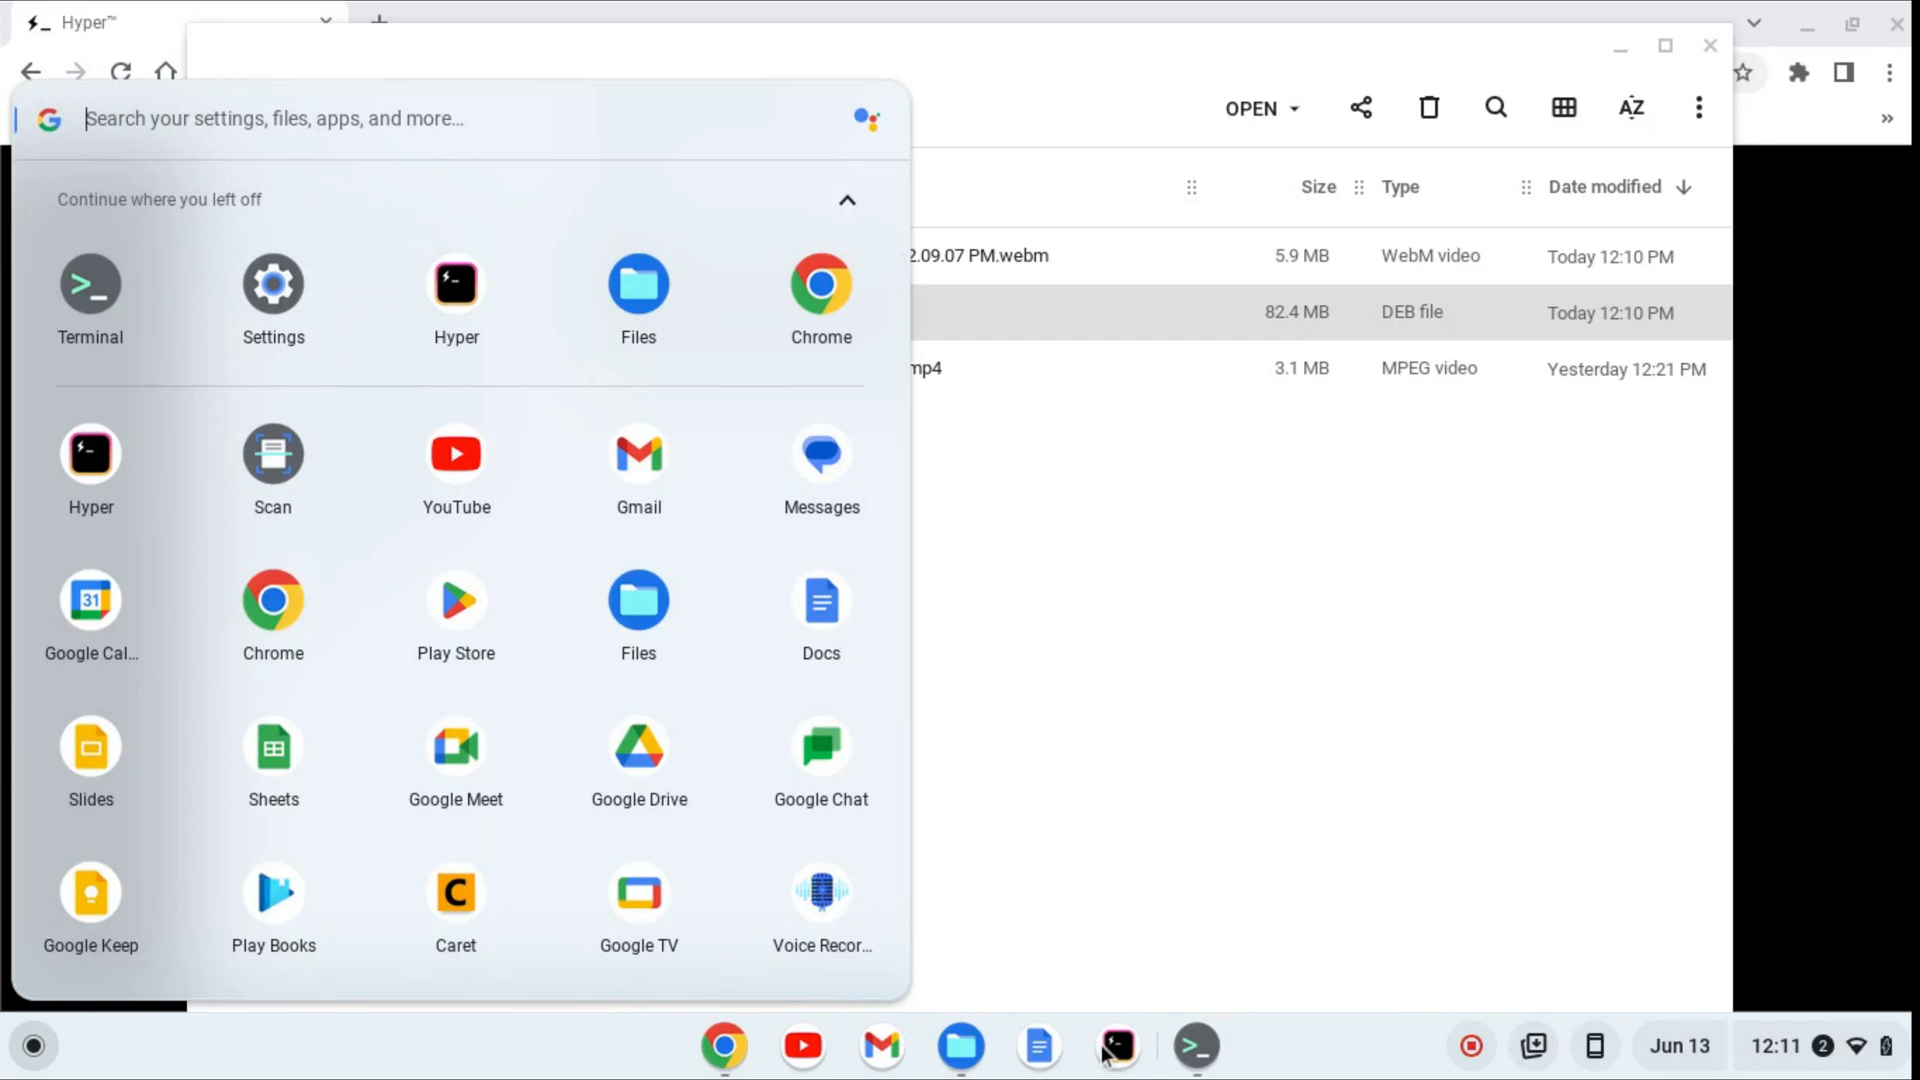 Hyper™
Search your settings, files, apps, and more...
OPEN
AZ
Continue where you left off
Size
Type
Date modified
Terminal
Settings
Hyper
Files
Chrome
2.09.07 PM.webm
5.9 MB
WebM video
Today 12:10 PM
82.4 MB
DEB file
Today 12:10 PM
mp4
3.1 MB
MPEG video
Yesterday 12:21 PM
Hyper
Scan
YouTube
Gmail
Messages
31
Google Cal...
Chrome
Play Store
Files
Docs
Slides
Sheets
Google Meet
Google Drive
Google Chat
C
Google Keep
Play Books
Caret
Google TV
Voice Recor...
Jun 13
12:11
2